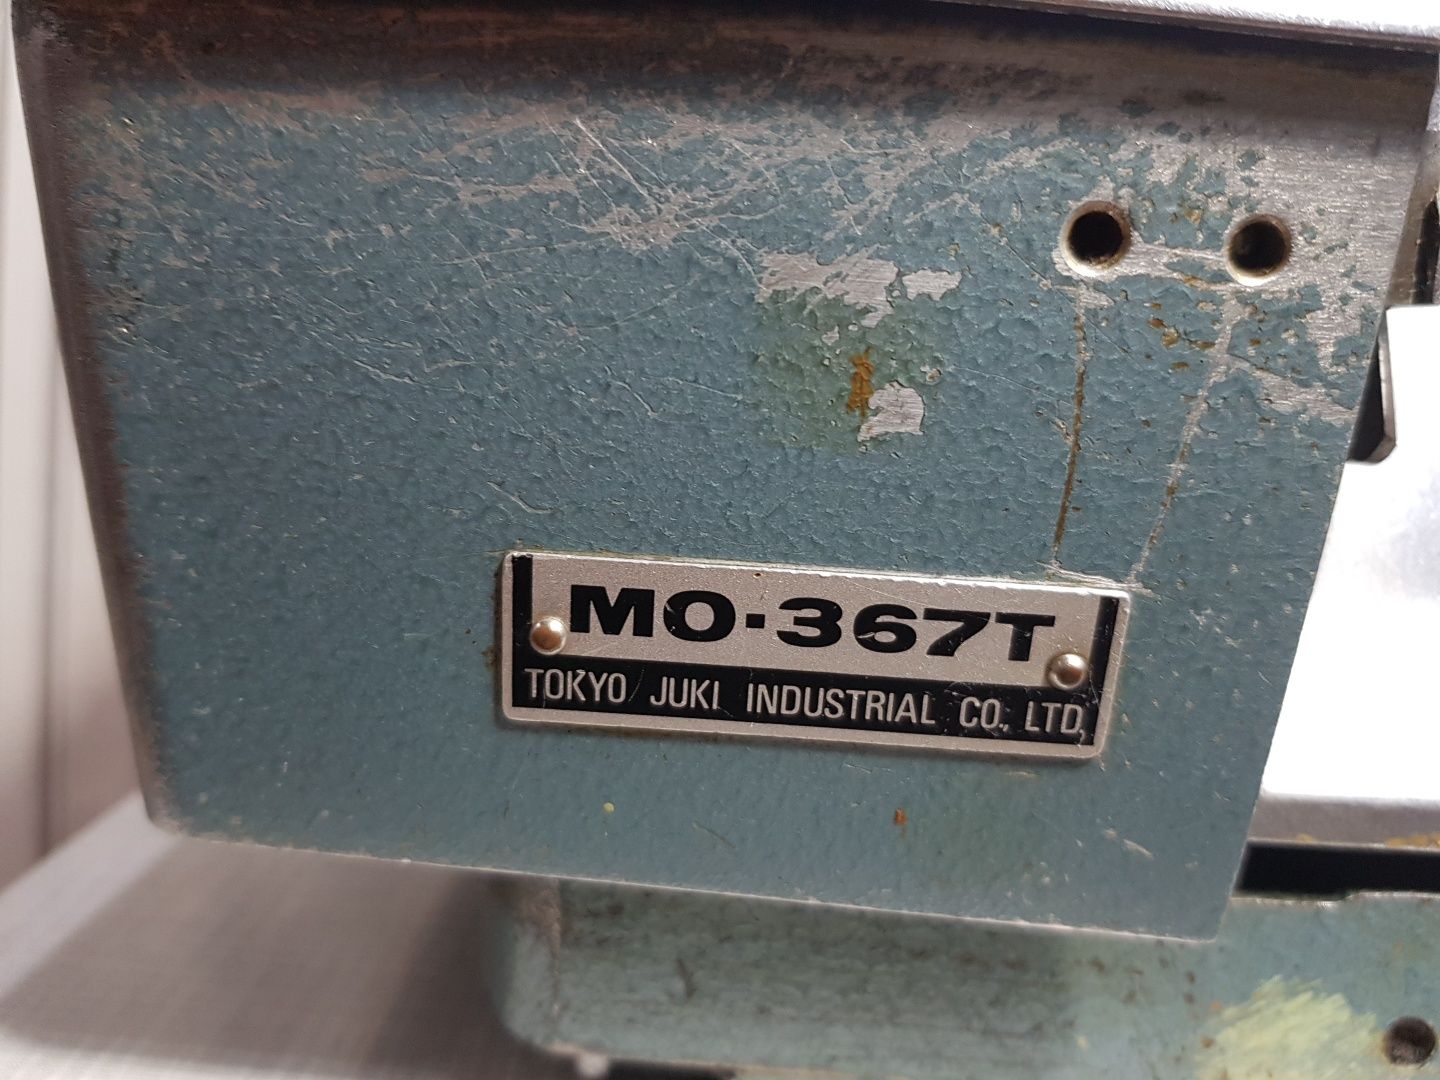 MO-367T
TOKYO JUKI INDUSTRIAL CO., LTD.